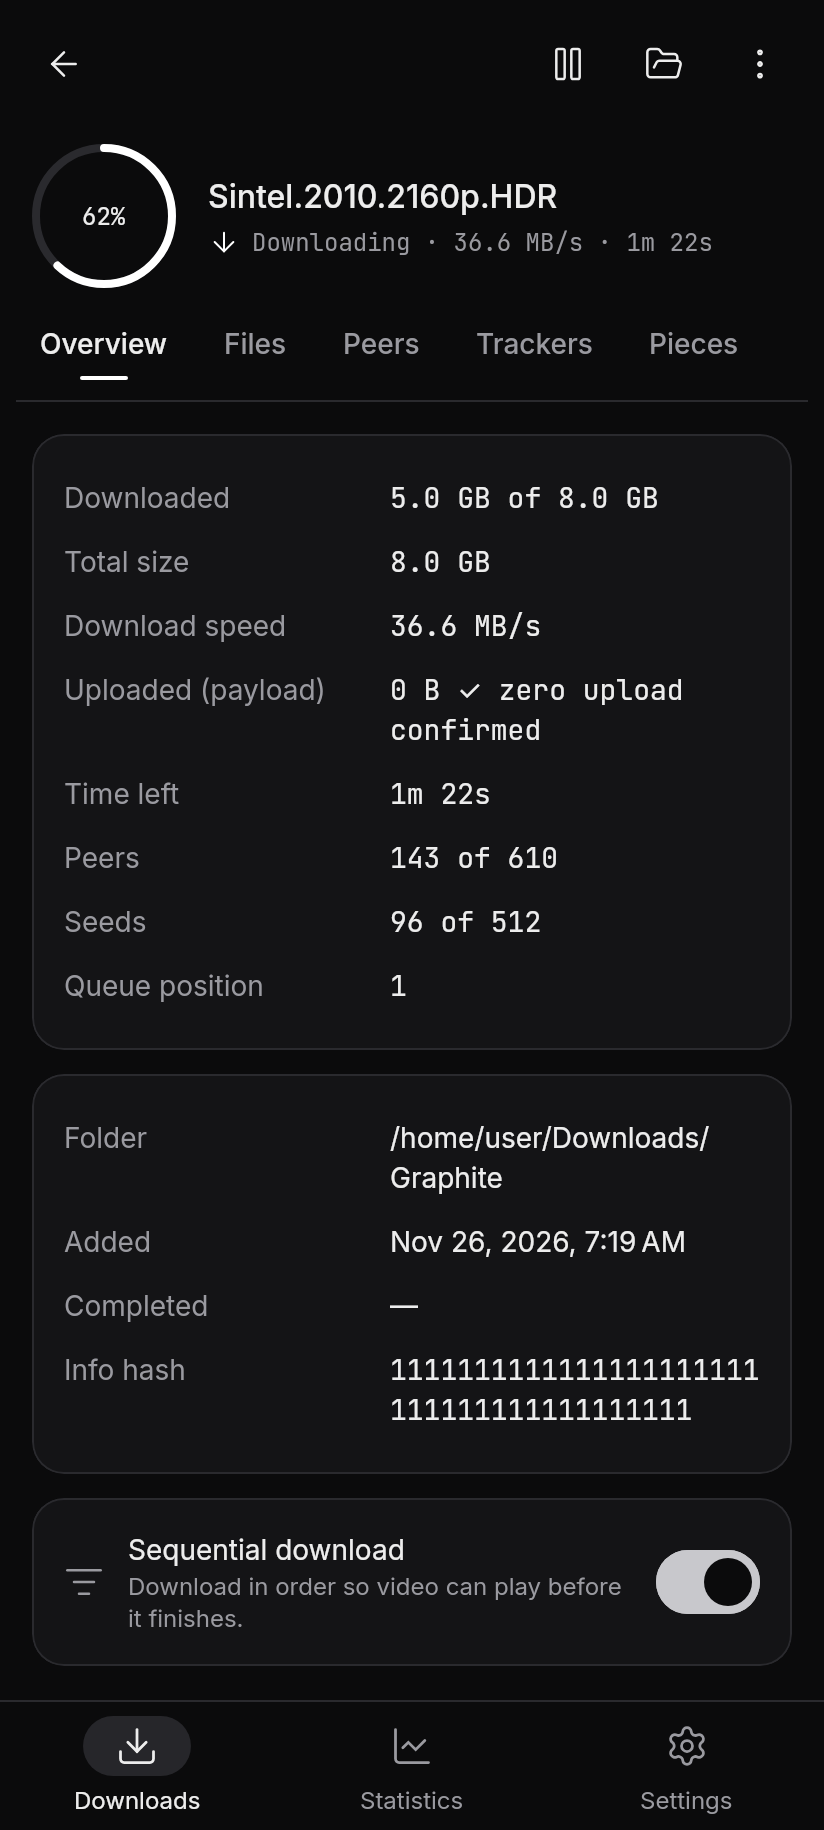 62%
Sintel.2010.2160p.HDR
Downloading · 36.6 MB/s · 1m 22s
Overview Files Peers Trackers Pieces
Downloaded 5.0 GB of 8.0 GB
Total size 8.0 GB
Download speed 36.6 MB/s
Uploaded (payload) 0 B ✓ zero upload
confirmed
Time left 1m 22s
Peers 143 of 610
Seeds 96 of 512
Queue position 1
Folder /home/user/Downloads/
Graphite
Added Nov 26, 2026, 7:19 AM
Completed —
Info hash 1111111111111111111111
111111111111111111
Sequential download
Download in order so video can play before
it finishes.
Downloads Statistics Settings